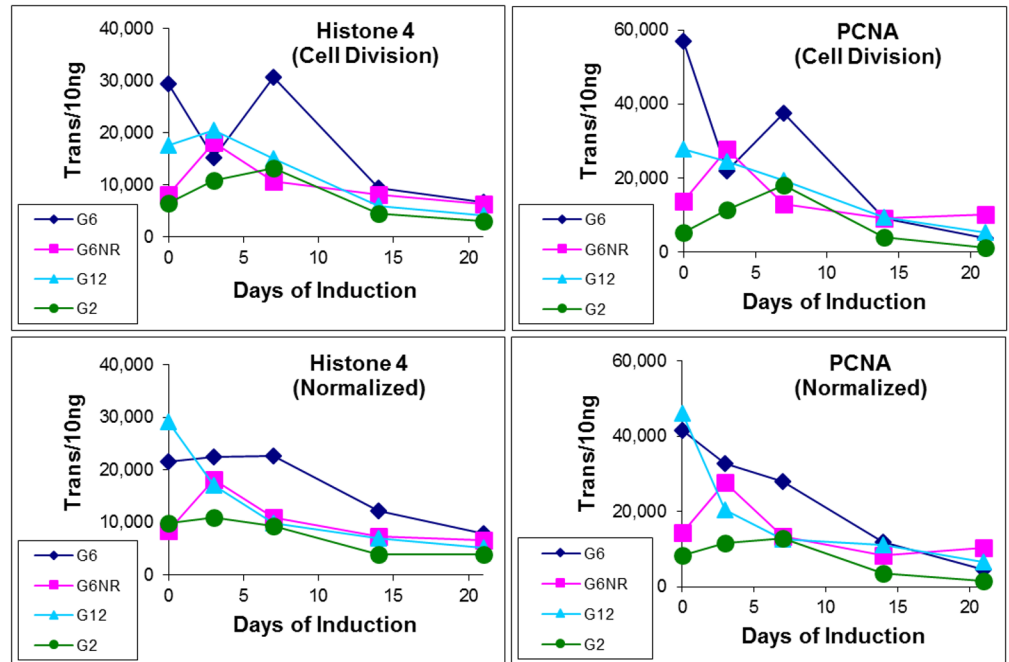 Histone 4
(Cell Division)
Trans/10ng
40,000
30,000
20,000
10,000
0
0 5 10 15 20
Days of Induction
G6
G6NR
G12
G2
PCNA
(Cell Division)
Trans/10ng
60,000
40,000
20,000
0
0 5 10 15 20
Days of Induction
G6
G6NR
G12
G2
Histone 4
(Normalized)
Trans/10ng
40,000
30,000
20,000
10,000
0
0 5 10 15 20
Days of Induction
G6
G6NR
G12
G2
PCNA
(Normalized)
Trans/10ng
60,000
40,000
20,000
0
0 5 10 15 20
Days of Induction
G6
G6NR
G12
G2